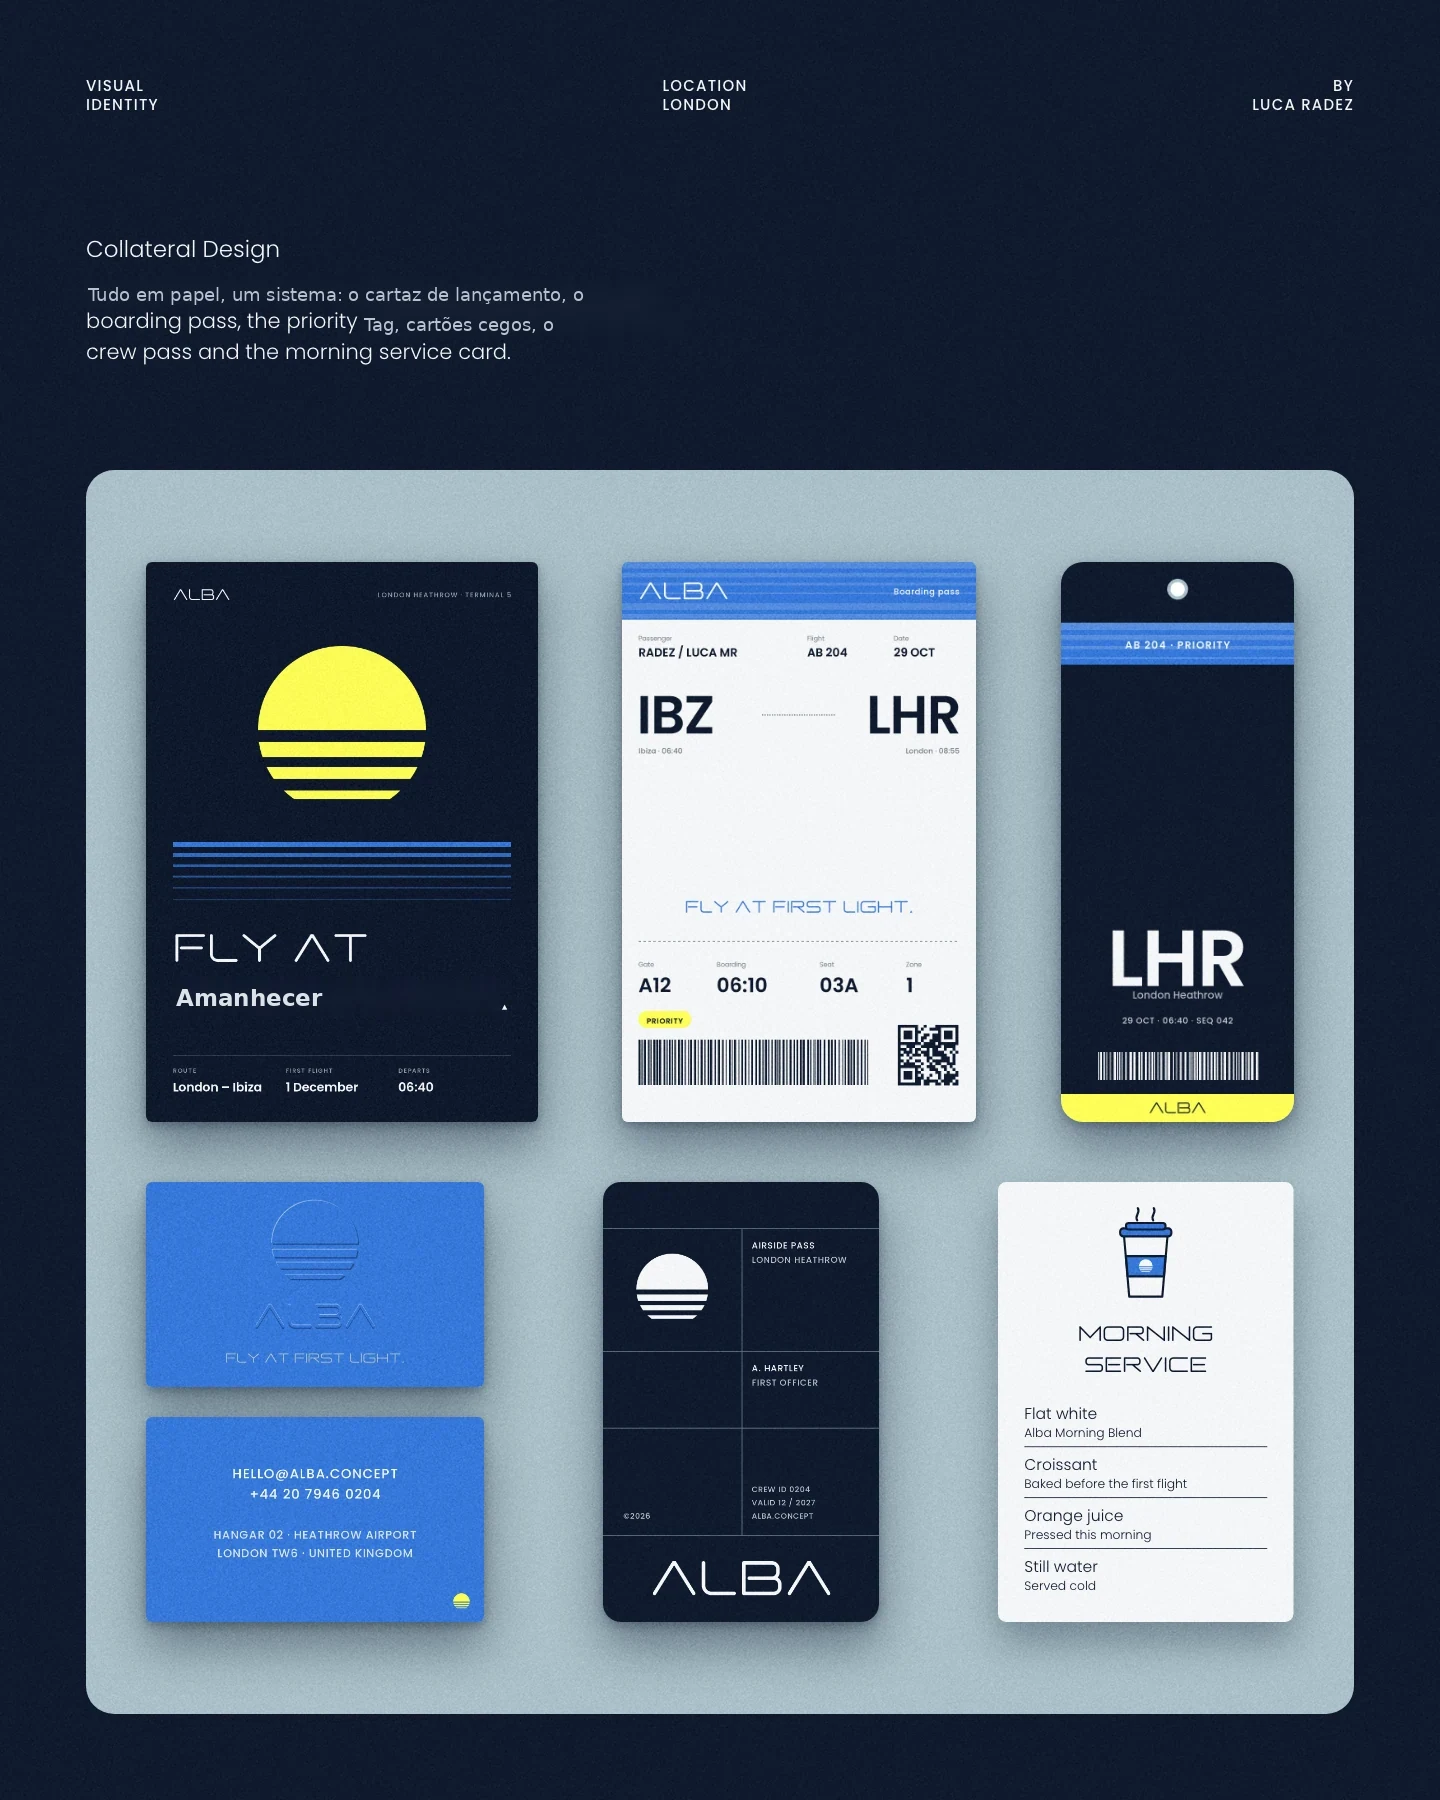 VISUAL
IDENTITY
LOCATION
LONDON
BY
LUCA RADEZ
Collateral Design
Tudo em papel, um sistema: o cartaz de lançamento, o
boarding pass, the priority Tag, cartões cegos, o
crew pass and the morning service card.
ALBA
LONDON HEATHROW · TERMINAL 5
FLY AT
Amanhecer
ROUTE
FIRST FLIGHT
DEPARTS
London – Ibiza
1 December
06:40
ALBA
Boarding pass
Passenger
Flight
Date
RADEZ / LUCA MR
AB 204
29 OCT
IBZ
LHR
Ibiza · 06:40
London · 08:55
FLY AT FIRST LIGHT.
Gate
Boarding
Seat
Zone
A12
06:10
03A
1
PRIORITY
AB 204 · PRIORITY
LHR
London Heathrow
29 OCT · 06:40 · SEQ 042
ALBA
ALBA
FLY AT FIRST LIGHT.
HELLO@ALBA.CONCEPT
+44 20 7946 0204
HANGAR 02 · HEATHROW AIRPORT
LONDON TW6 · UNITED KINGDOM
AIRSIDE PASS
LONDON HEATHROW
A. HARTLEY
FIRST OFFICER
CREW ID 0204
VALID 12 / 2027
ALBA.CONCEPT
©2026
ALBA
MORNING
SERVICE
Flat white
Alba Morning Blend
Croissant
Baked before the first flight
Orange juice
Pressed this morning
Still water
Served cold